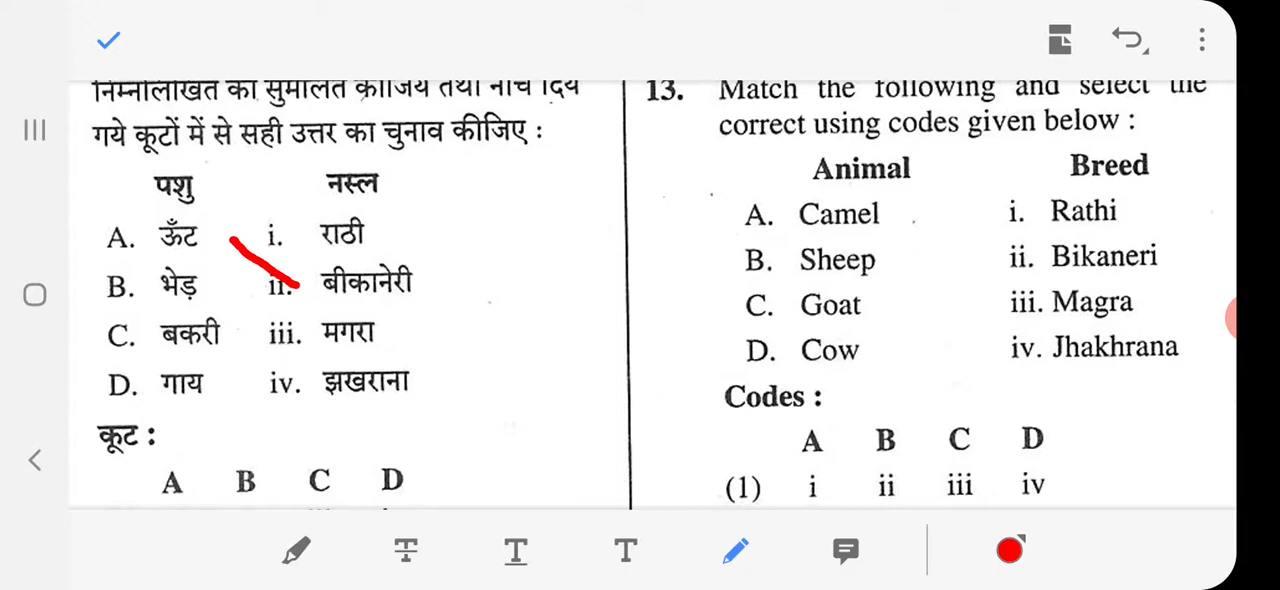 निम्नलिखित का सुमेलित कीजिये तथा नीचे दिये
गये कूटों में से सही उत्तर का चुनाव कीजिए :
पशु नस्ल
A. ऊँट i. राठी
B. भेड़ ii. बीकानेरी
C. बकरी iii. मगरा
D. गाय iv. झखराना
कूट :
A B C D
13. Match the following and select the
correct using codes given below :
Animal Breed
A. Camel i. Rathi
B. Sheep ii. Bikaneri
C. Goat iii. Magra
D. Cow iv. Jhakhrana
Codes :
A B C D
(1) i ii iii iv
T T T